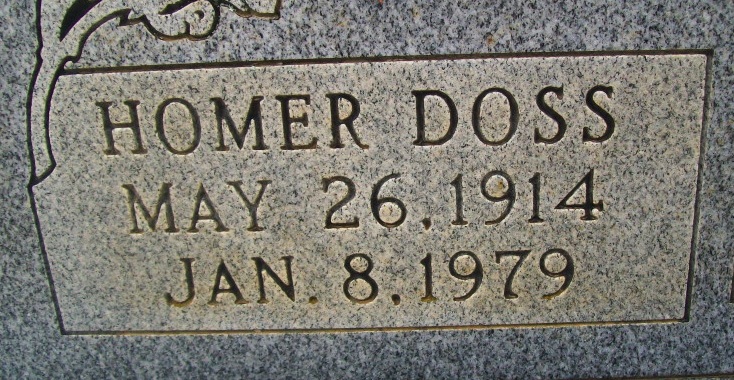 HOMER DOSS
MAY 26, 1914
JAN. 8, 1979